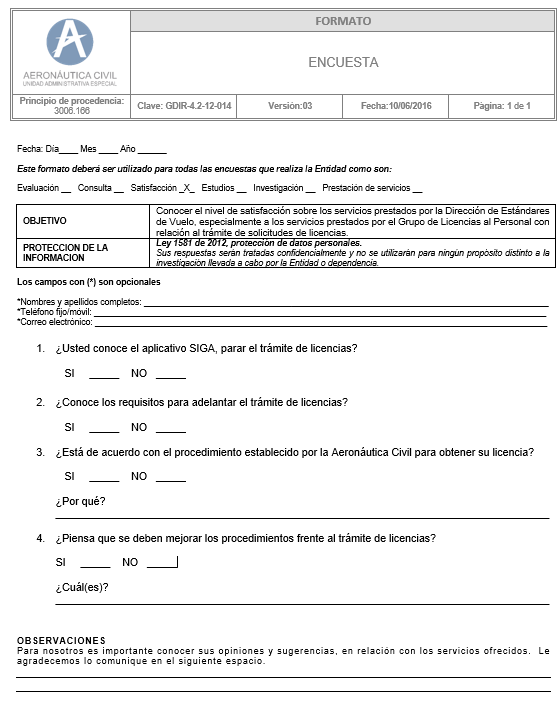 FORMATO
AERONÁUTICA CIVIL
UNIDAD ADMINISTRATIVA ESPECIAL
ENCUESTA
Principio de procedencia:
3006.166
Clave: GDIR-4.2-12-014
Versión:03
Fecha:10/06/2016
Página: 1 de 1
Fecha: Día____ Mes ____ Año ______
Este formato deberá ser utilizado para todas las encuestas que realiza la Entidad como son:
Evaluación __ Consulta __ Satisfacción _X_ Estudios __ Investigación __ Prestación de servicios __
OBJETIVO
Conocer el nivel de satisfacción sobre los servicios prestados por la Dirección de Estándares
de Vuelo, especialmente a los servicios prestados por el Grupo de Licencias al Personal con
relación al trámite de solicitudes de licencias.
PROTECCION DE LA
INFORMACION
Ley 1581 de 2012, protección de datos personales.
Sus respuestas serán tratadas confidencialmente y no se utilizarán para ningún propósito distinto a la
investigación llevada a cabo por la Entidad o dependencia.
Los campos con (*) son opcionales
*Nombres y apellidos completos:
*Teléfono fijo/móvil:
*Correo electrónico:
1. ¿Usted conoce el aplicativo SIGA, parar el trámite de licencias?
SI _____ NO _____
2. ¿Conoce los requisitos para adelantar el trámite de licencias?
SI _____ NO _____
3. ¿Está de acuerdo con el procedimiento establecido por la Aeronáutica Civil para obtener su licencia?
SI _____ NO _____
¿Por qué?
4. ¿Piensa que se deben mejorar los procedimientos frente al trámite de licencias?
SI _____ NO _____
¿Cuál(es)?
OBSERVACIONES
Para nosotros es importante conocer sus opiniones y sugerencias, en relación con los servicios ofrecidos. Le
agradecemos lo comunique en el siguiente espacio.